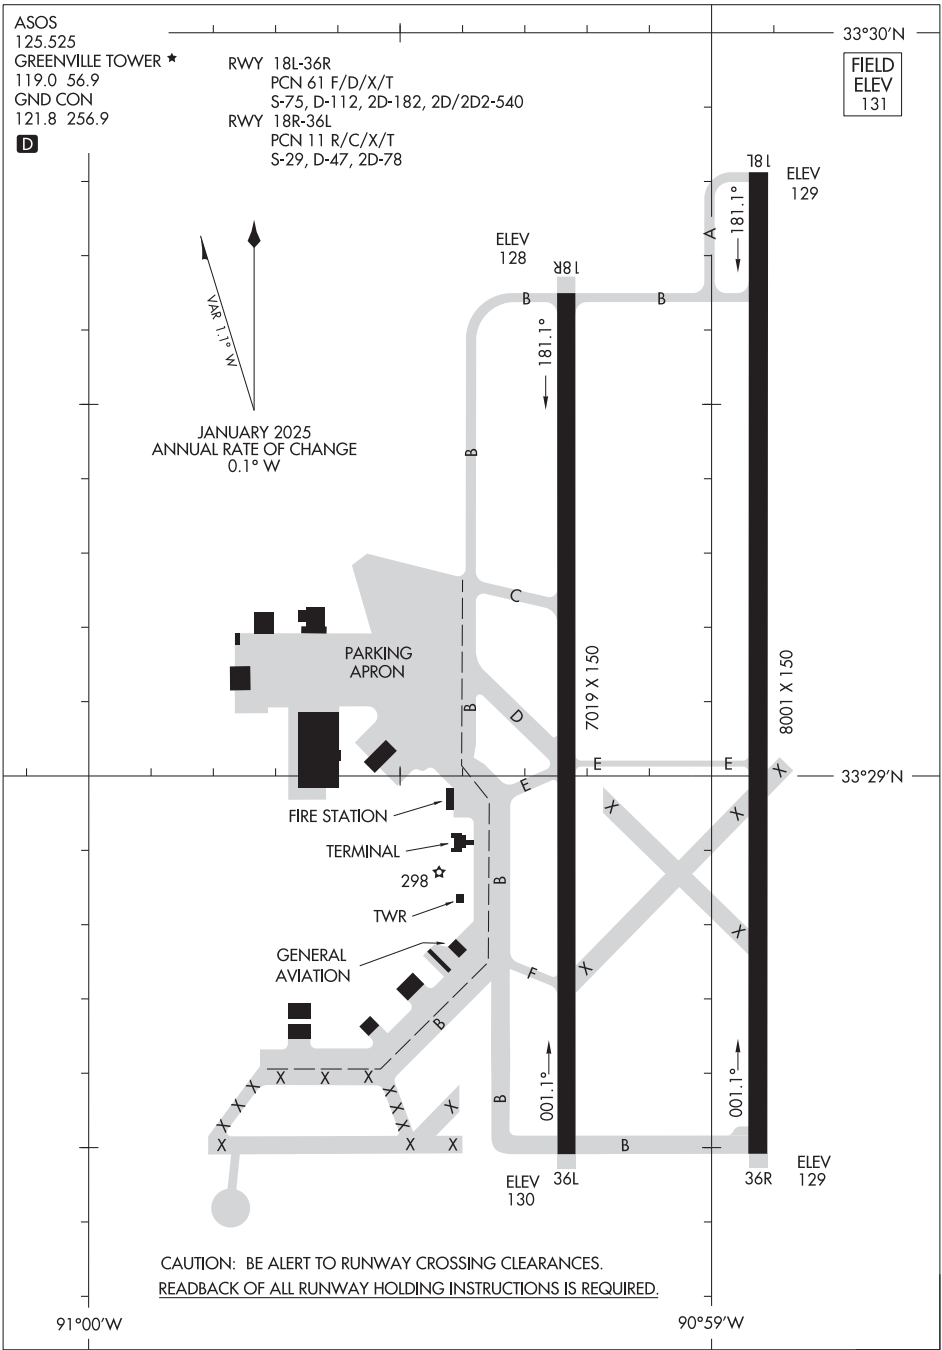 ASOS
125.525
GREENVILLE TOWER ★
119.0 56.9
GND CON
121.8 256.9
D
RWY 18L-36R
PCN 61 F/D/X/T
S-75, D-112, 2D-182, 2D/2D2-540
RWY 18R-36L
PCN 11 R/C/X/T
S-29, D-47, 2D-78
33°30'N
FIELD
ELEV
131
18L
ELEV
129
A
181.1°
ELEV
128
18R
B
B
181.1°
VAR 1.1° W
JANUARY 2025
ANNUAL RATE OF CHANGE
0.1° W
B
C
PARKING
APRON
7019 X 150
8001 X 150
B
D
E
E
X
33°29'N
E
FIRE STATION
X
X
TERMINAL
298
B
TWR
X
GENERAL
AVIATION
F
X
B
X
X
X
X
X
X
X
X
X
X
X
X
B
001.1°
001.1°
X
X
X
B
ELEV
130
36L
36R
ELEV
129
CAUTION: BE ALERT TO RUNWAY CROSSING CLEARANCES.
READBACK OF ALL RUNWAY HOLDING INSTRUCTIONS IS REQUIRED.
91°00'W
90°59'W